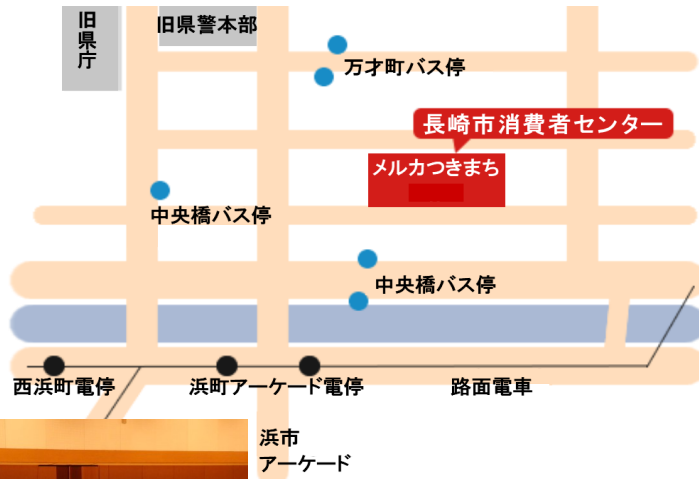 旧県庁
旧県警本部
万才町バス停
長崎市消費者センター
メルカつきまち
中央橋バス停
中央橋バス停
西浜町電停
浜町アーケード電停
路面電車
浜市
アーケード